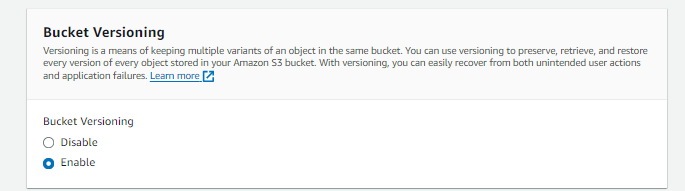 Bucket Versioning
Versioning is a means of keeping multiple variants of an object in the same bucket. You can use versioning to preserve, retrieve, and restore
every version of every object stored in your Amazon S3 bucket. With versioning, you can easily recover from both unintended user actions
and application failures. Learn more
Bucket Versioning
Disable
Enable